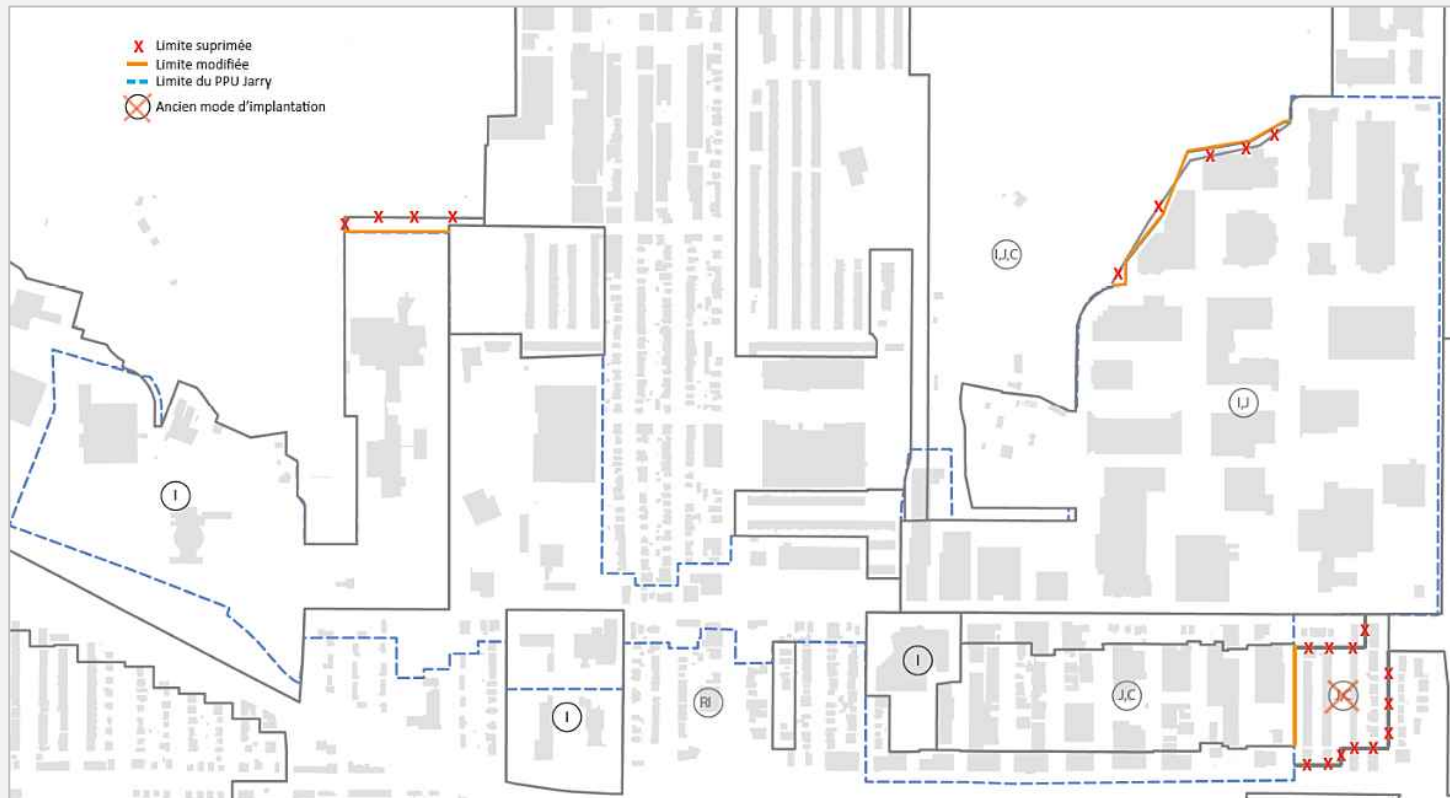 X Limite suprimée
Limite modifiée
Limite du PPU Jarry
Ancien mode d'implantation
I,J,C
I,J
I
I
RI
I
J,C